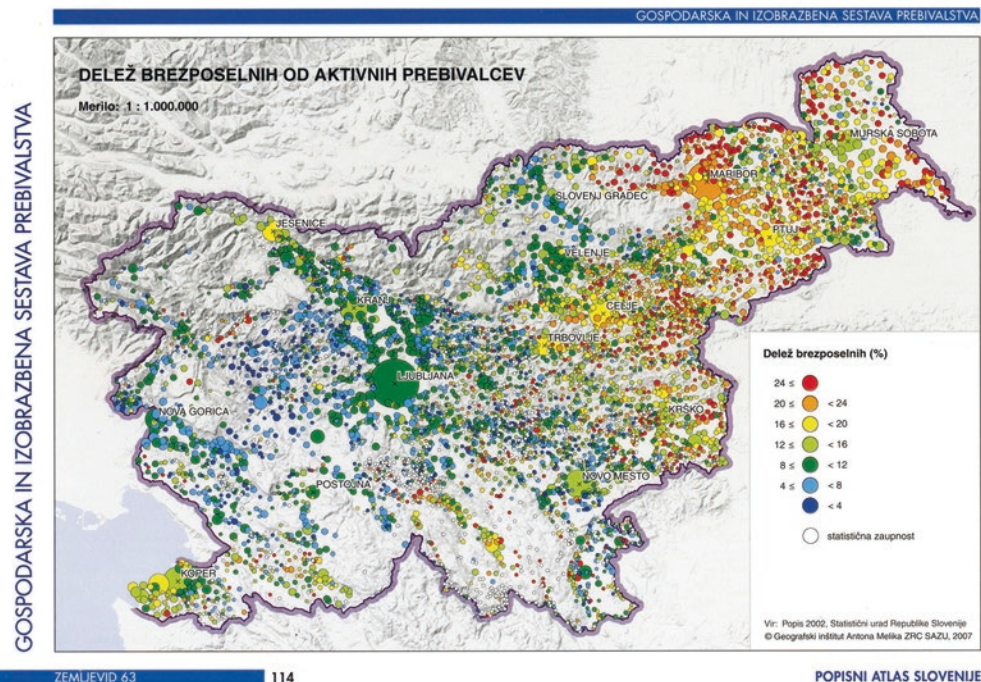 GOSPODARSKA IN IZOBRAZBENA SESTAVA PREBIVALSTVA
GOSPODARSKA IN IZOBRAZBENA SESTAVA PREBIVALSTVA
DELEŽ BREZPOSELNIH OD AKTIVNIH PREBIVALCEV
Merilo: 1 : 1.000.000
MURSKA SOBOTA
MARIBOR
SLOVENJ GRADEC
PTUJ
JESENICE
VELENJE
KRANJ
CELJE
TRBOVLJE
LJUBLJANA
NOVA GORICA
KRŠKO
POSTOJNA
NOVO MESTO
KOPER
Delež brezposelnih (%)
24 ≤
20 ≤ < 24
16 ≤ < 20
12 ≤ < 16
8 ≤ < 12
4 ≤ < 8
< 4
statistična zaupnost
Vir: Popis 2002, Statistični urad Republike Slovenije
© Geografski inštitut Antona Melika ZRC SAZU, 2007
ZEMLJEVID 63
114
POPISNI ATLAS SLOVENIJE